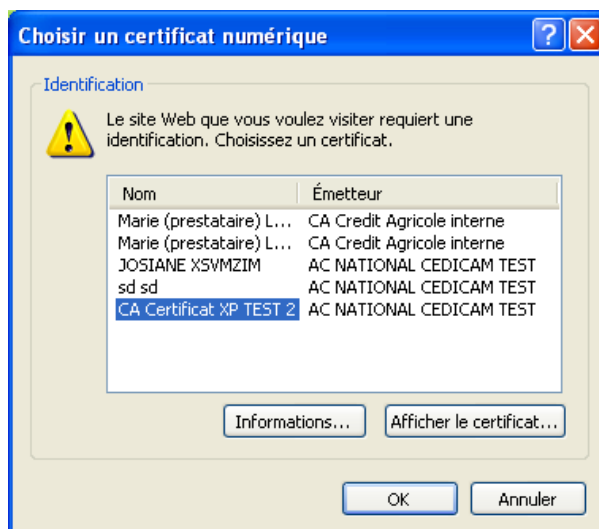 Choisir un certificat numérique
Identification
Le site Web que vous voulez visiter requiert une
identification. Choisissez un certificat.
Nom Émetteur
Marie (prestataire) L... CA Credit Agricole interne
Marie (prestataire) L... CA Credit Agricole interne
JOSIANE XSVMZIM AC NATIONAL CEDICAM TEST
sd sd AC NATIONAL CEDICAM TEST
CA Certificat XP TEST 2 AC NATIONAL CEDICAM TEST
Informations... Afficher le certificat...
OK Annuler